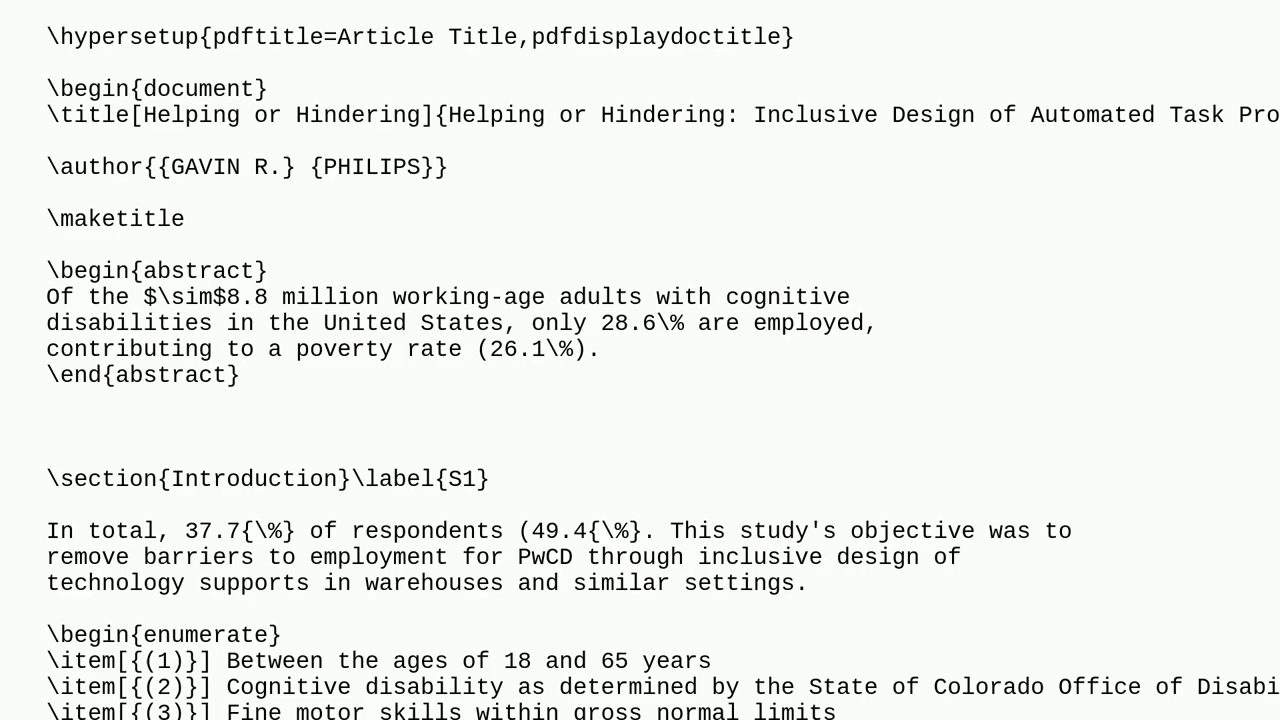 \hypersetup{pdftitle=Article Title,pdfdisplaydoctitle}
\begin{document}
\title[Helping or Hindering]{Helping or Hindering: Inclusive Design of Automated Task Pro
\author{{GAVIN R.} {PHILIPS}}
\maketitle
\begin{abstract}
Of the $\sim$8.8 million working-age adults with cognitive
disabilities in the United States, only 28.6\% are employed,
contributing to a poverty rate (26.1\%).
\end{abstract}
\section{Introduction}\label{S1}
In total, 37.7{\%} of respondents (49.4{\%}. This study's objective was to
remove barriers to employment for PwCD through inclusive design of
technology supports in warehouses and similar settings.
\begin{enumerate}
\item[{(1)}] Between the ages of 18 and 65 years
\item[{(2)}] Cognitive disability as determined by the State of Colorado Office of Disabi
\item[{(3)}] Fine motor skills within gross normal limits